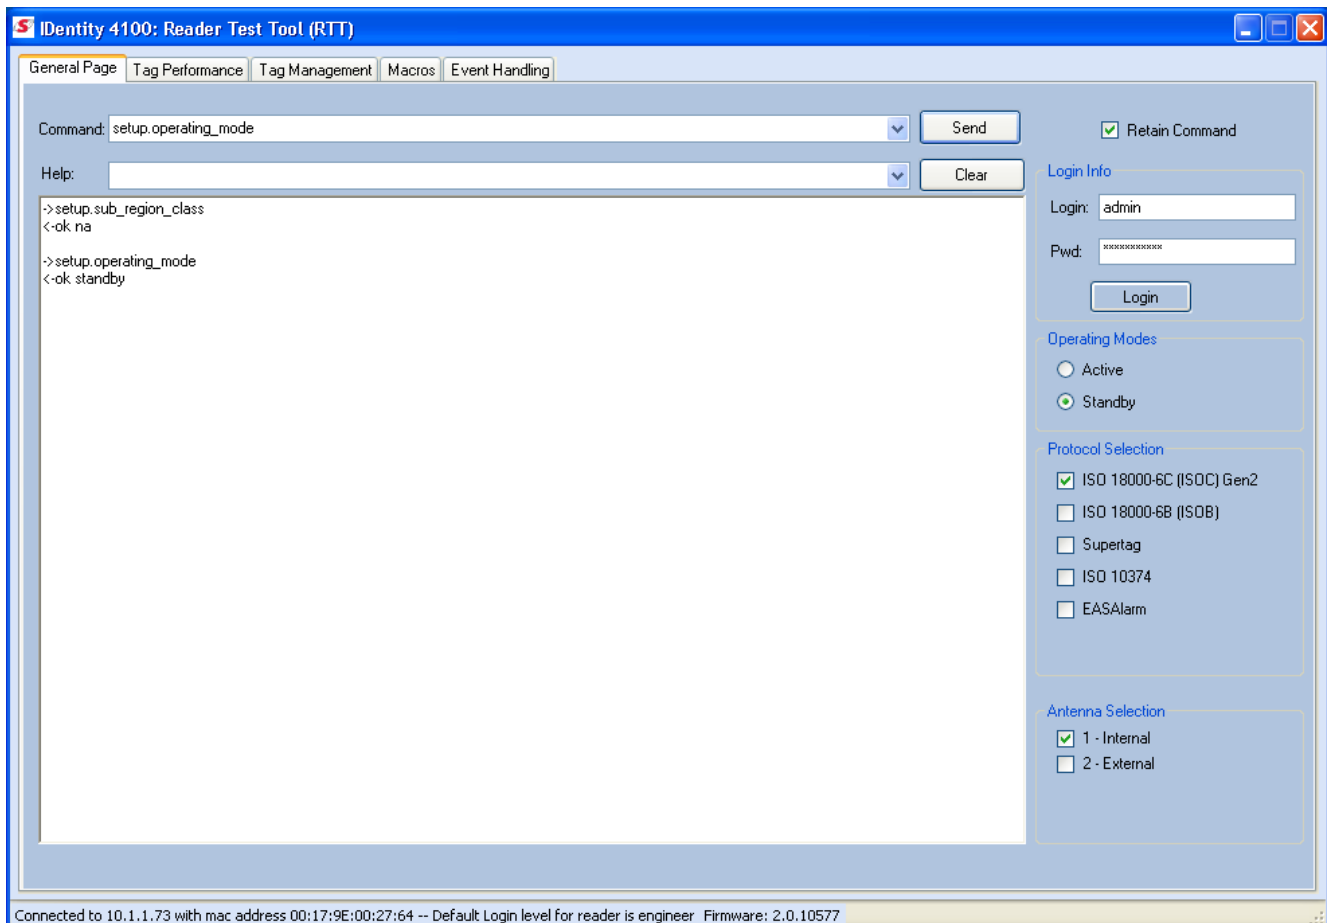 IDentity 4100: Reader Test Tool (RTT)
General Page Tag Performance Tag Management Macros Event Handling
Command: setup.operating_mode Send
Retain Command
Help: Clear
->setup.sub_region_class
<-ok na
->setup.operating_mode
<-ok standby
Login Info
Login: admin
Pwd: ***********
Login
Operating Modes
Active
Standby
Protocol Selection
ISO 18000-6C (ISOC) Gen2
ISO 18000-6B (ISOB)
Supertag
ISO 10374
EASAlarm
Antenna Selection
1 - Internal
2 - External
Connected to 10.1.1.73 with mac address 00:17:9E:00:27:64 -- Default Login level for reader is engineer Firmware: 2.0.10577